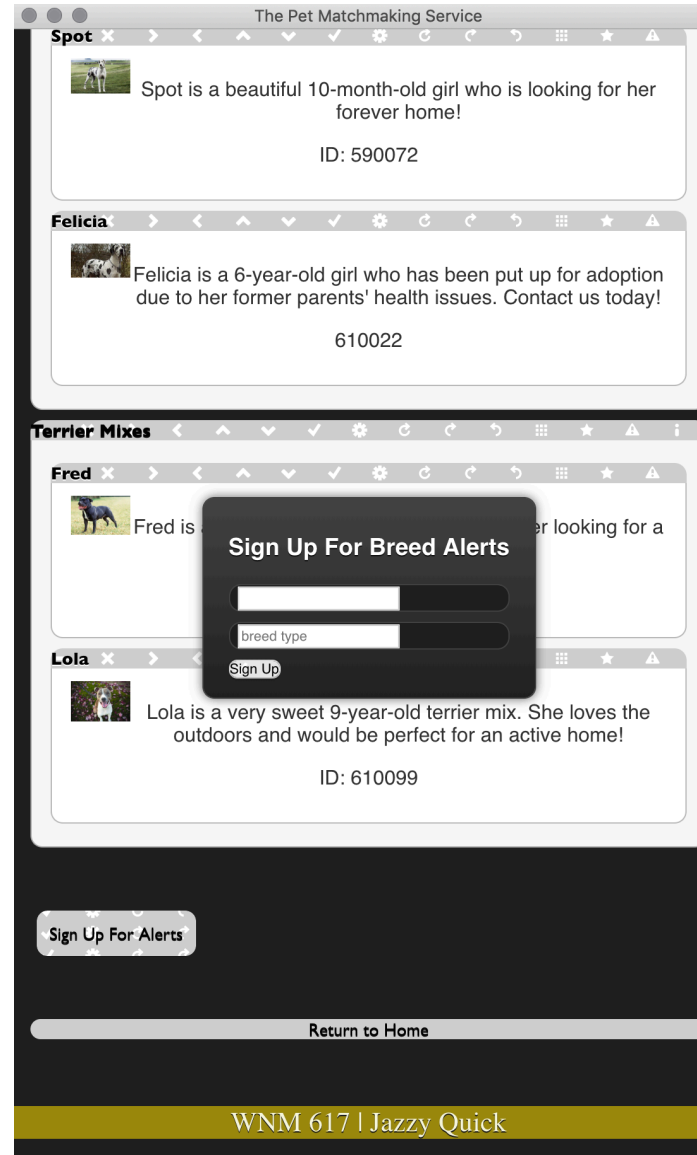 The Pet Matchmaking Service
Spot
Spot is a beautiful 10-month-old girl who is looking for her
forever home!
ID: 590072
Felicia
Felicia is a 6-year-old girl who has been put up for adoption
due to her former parents' health issues. Contact us today!
610022
Terrier Mixes
Fred
Fred is
looking for a
Sign Up For Breed Alerts
breed type
Sign Up
Lola
Lola is a very sweet 9-year-old terrier mix. She loves the
outdoors and would be perfect for an active home!
ID: 610099
Sign Up For Alerts
Return to Home
WNM 617 | Jazzy Quick